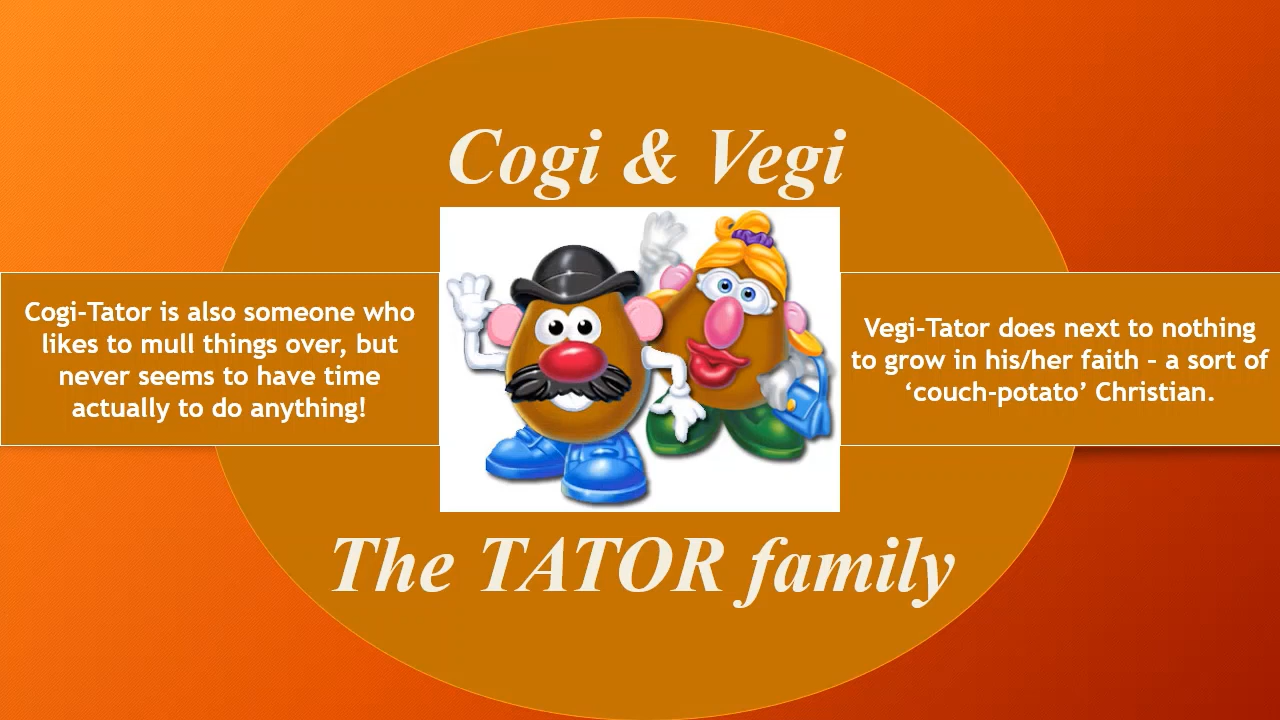 Cogi & Vegi
Cogi-Tator is also someone who
likes to mull things over, but
never seems to have time
actually to do anything!
Vegi-Tator does next to nothing
to grow in his/her faith - a sort of
‘couch-potato’ Christian.
The TATOR family